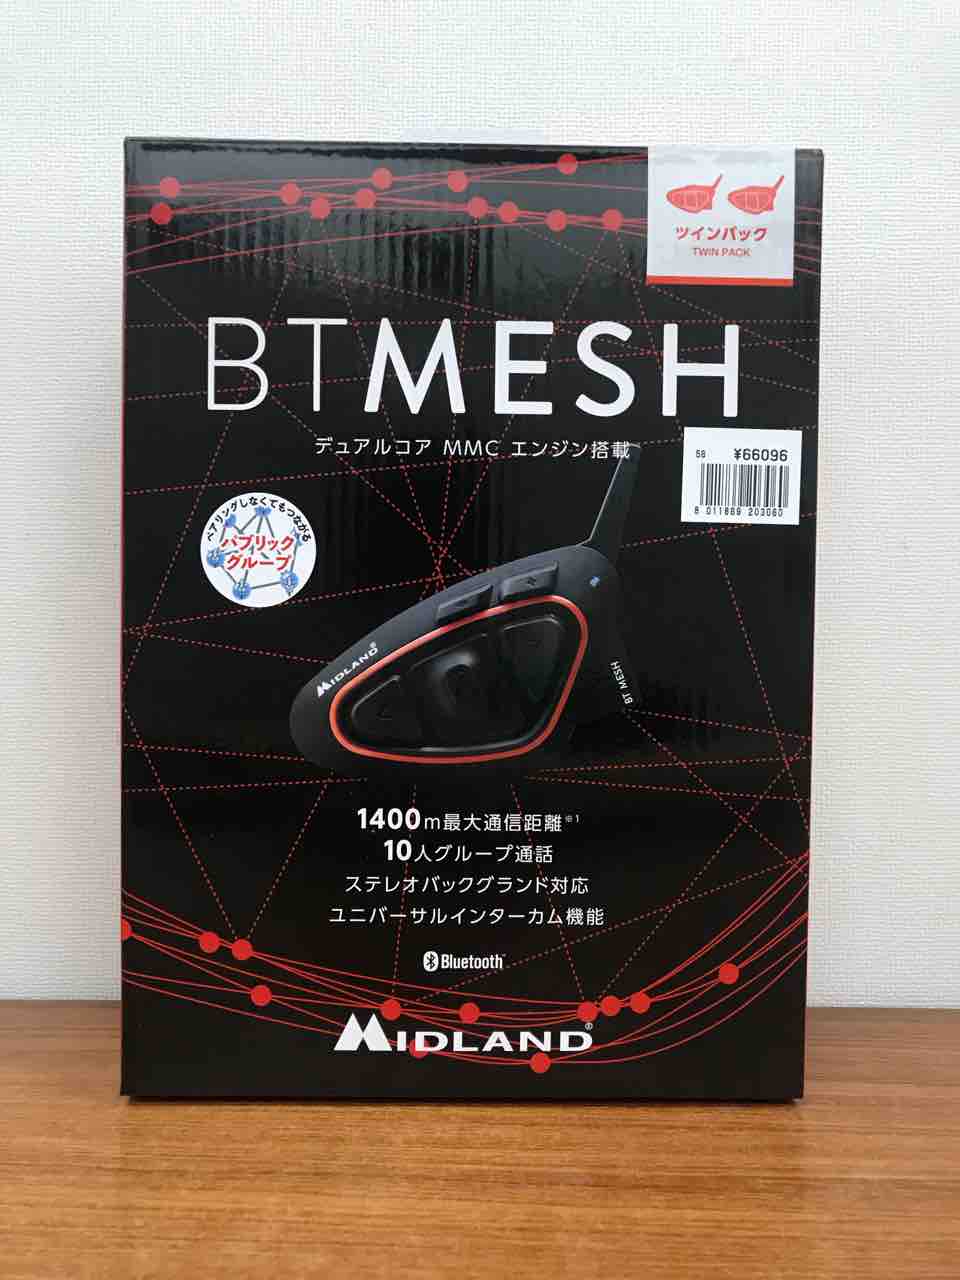 ツインパック
TWIN PACK
BTMESH
デュアルコア MMC エンジン搭載
58 ¥66096
8 011869 203060
ペアリングしなくてもつながる
パブリック
グループ
MIDLAND®
BT MESH
1400m最大通信距離※1
10人グループ通話
ステレオバックグランド対応
ユニバーサルインターカム機能
Bluetooth
MIDLAND®